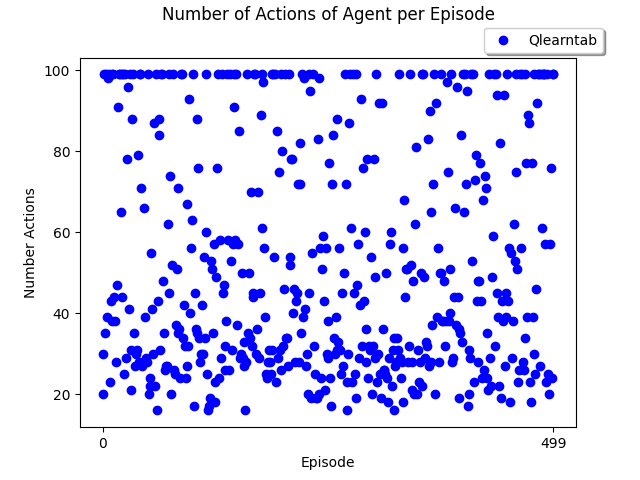 Number of Actions of Agent per Episode
Qlearntab
100
80
60
40
20
Number Actions
0
499
Episode